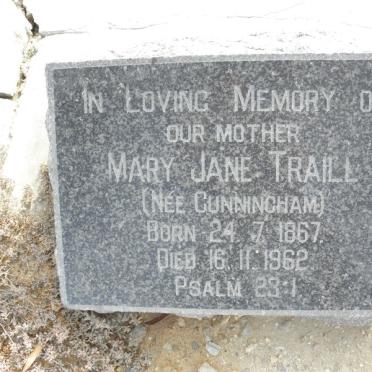 In Loving Memory o
our mother
Mary Jane Traill
(Née Cunningham)
Born 24.7.1867.
Died 16.11.1962.
Psalm 23:1